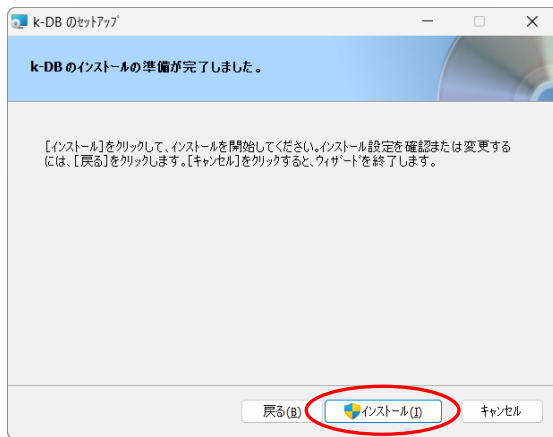 k-DB のセットアップ
k-DB のインストールの準備が完了しました。
[インストール]をクリックして、インストールを開始してください。インストール設定を確認または変更する
には、[戻る]をクリックします。[キャンセル]をクリックすると、ウィザードを終了します。
戻る(B) インストール(I) キャンセル